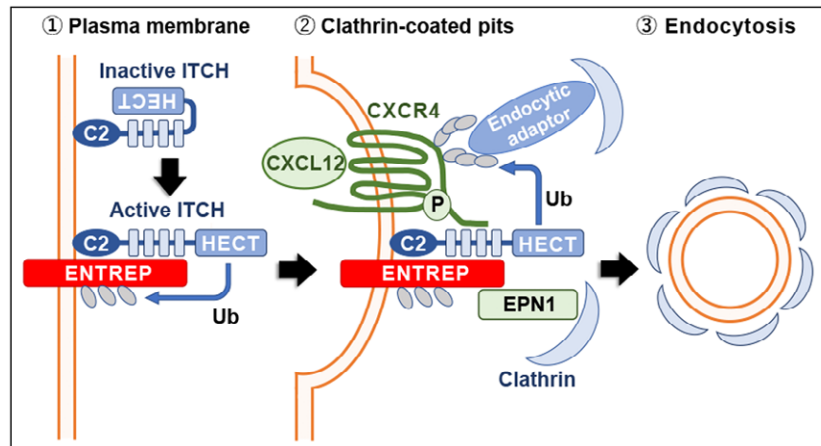 ① Plasma membrane
② Clathrin-coated pits
③ Endocytosis
Inactive ITCH
HECT
C2
Active ITCH
C2
HECT
ENTREP
Ub
CXCR4
CXCL12
Endocytic
adaptor
P
Ub
C2
HECT
ENTREP
EPN1
Clathrin